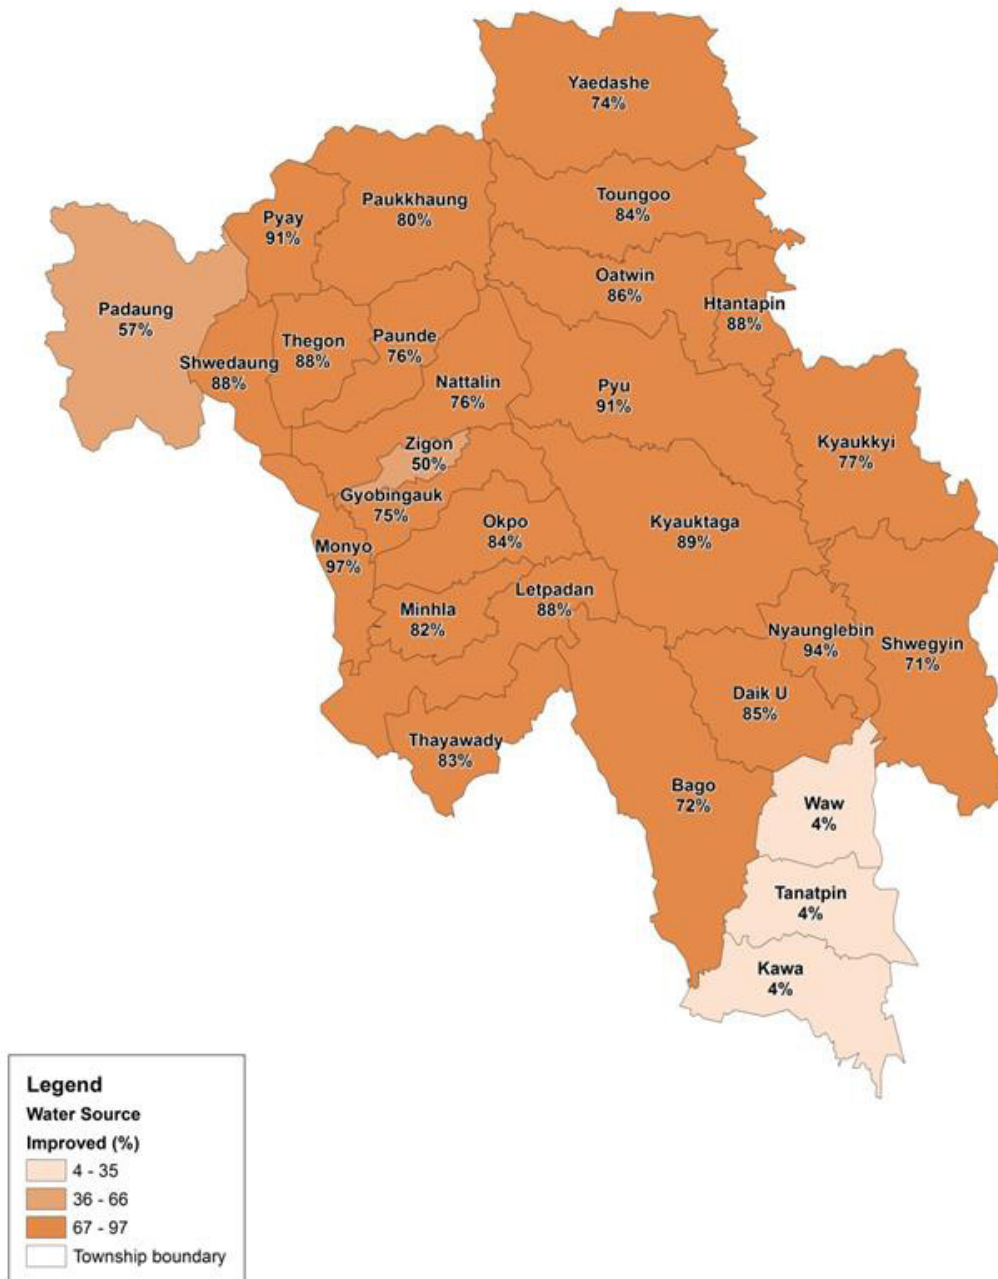 Yaedashe
74%
Toungoo
84%
Paukkhaung
80%
Pyay
91%
Oatwin
86%
Htantapin
88%
Padaung
57%
Thegon
88%
Paunde
76%
Shwedaung
88%
Nattalin
76%
Pyu
91%
Kyaukkyi
77%
Zigon
50%
Gyobingauk
75%
Okpo
84%
Kyauktaga
89%
Monyo
97%
Minhla
82%
Letpadan
88%
Nyaunglebin
94%
Shwegyin
71%
Daik U
85%
Thayawady
83%
Bago
72%
Waw
4%
Tanatpin
4%
Kawa
4%
Legend
Water Source
Improved (%)
4 - 35
36 - 66
67 - 97
Township boundary